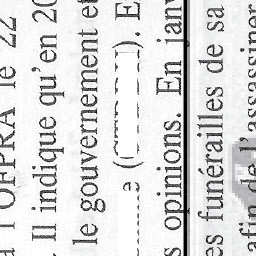 l'OFPRA le 22
Il indique qu'en 20
le gouvernement et
). E
s opinions. En janv
es funérailles de sa
afin de l'assassiner